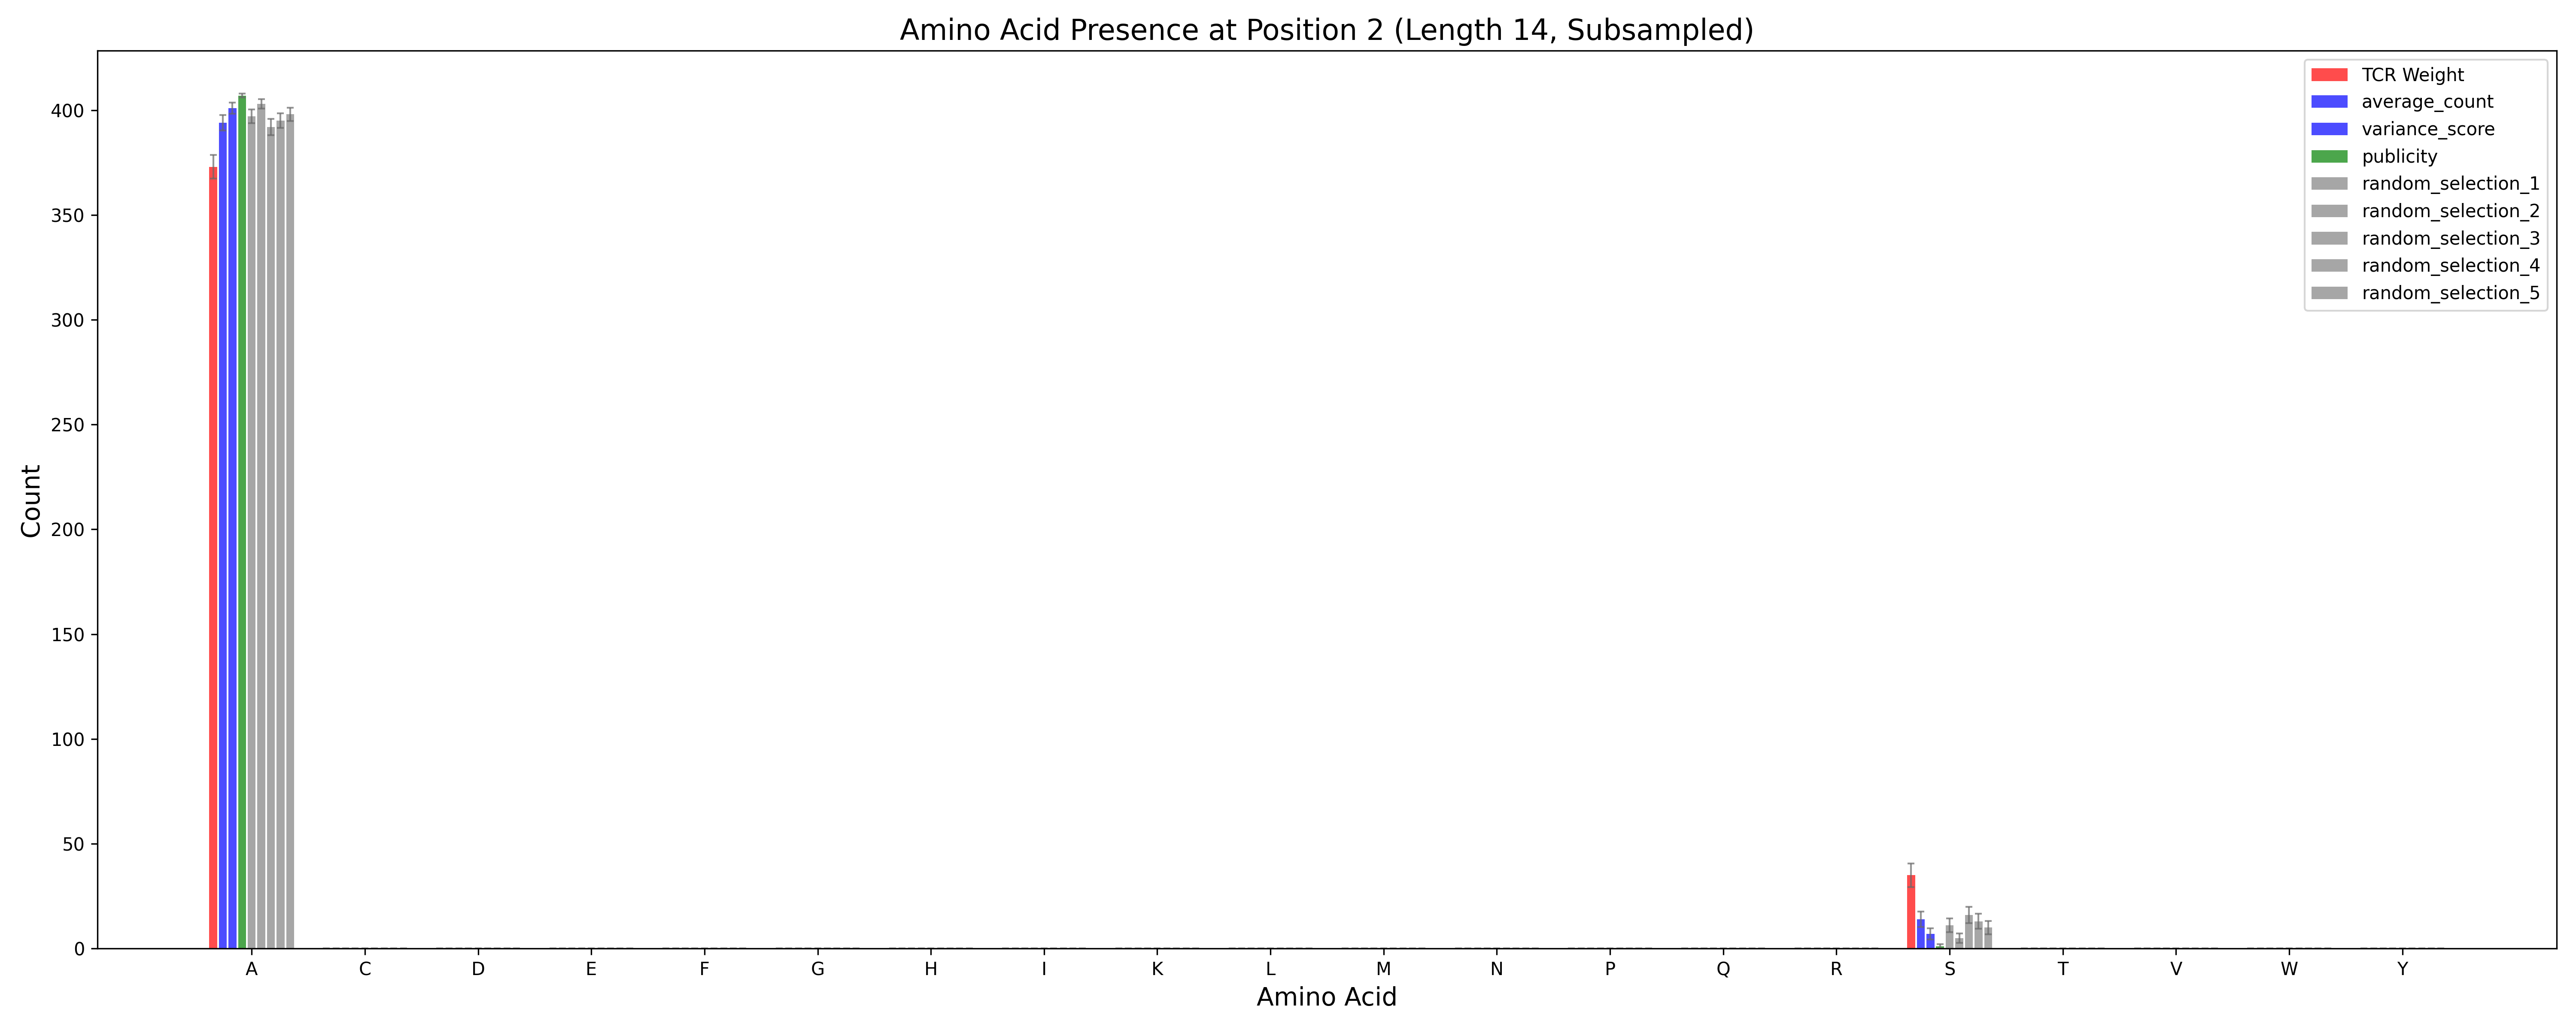 Amino Acid Presence at Position 2 (Length 14, Subsampled)
TCR Weight
average_count
variance_score
publicity
random_selection_1
random_selection_2
random_selection_3
random_selection_4
random_selection_5
Count
400
350
300
250
200
150
100
50
0
A C D E F G H I K L M N P Q R S T V W Y
Amino Acid